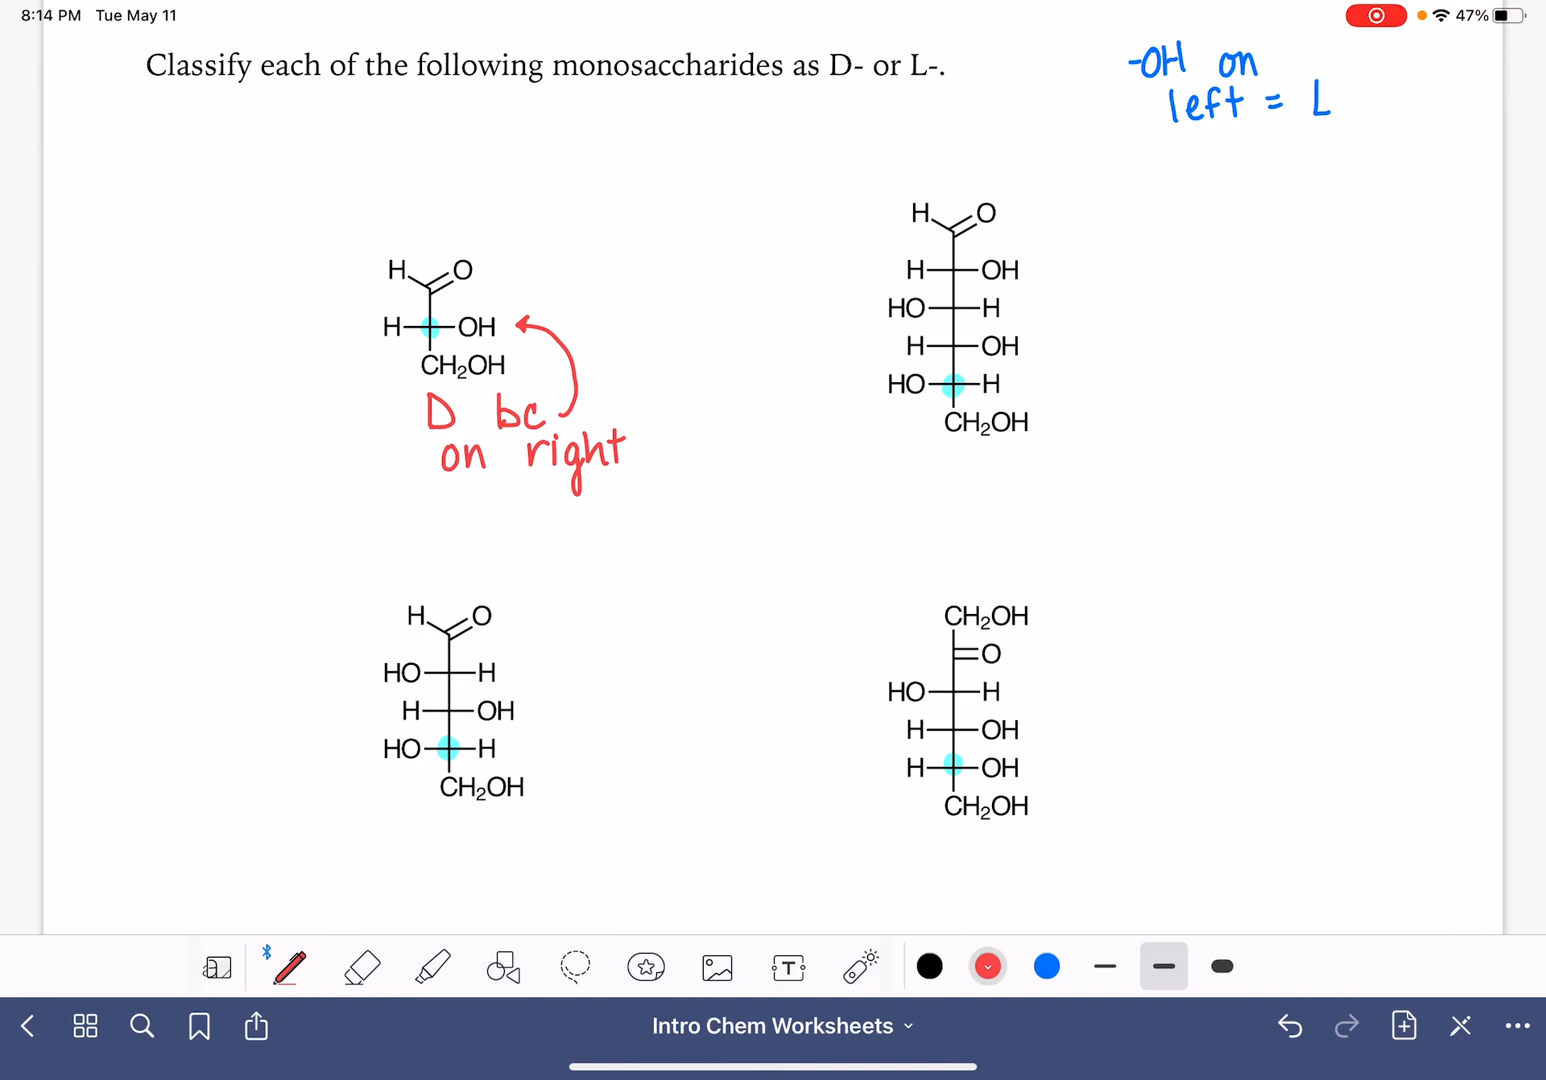 8:14 PM Tue May 11
47%
Classify each of the following monosaccharides as D- or L-.
-OH on
left = L
H O
H OH
CH2OH
D bc
on right
H O
H OH
HO H
H OH
HO H
CH2OH
H O
HO H
H OH
HO H
CH2OH
CH2OH
O
HO H
H OH
H OH
CH2OH
a
T
Intro Chem Worksheets